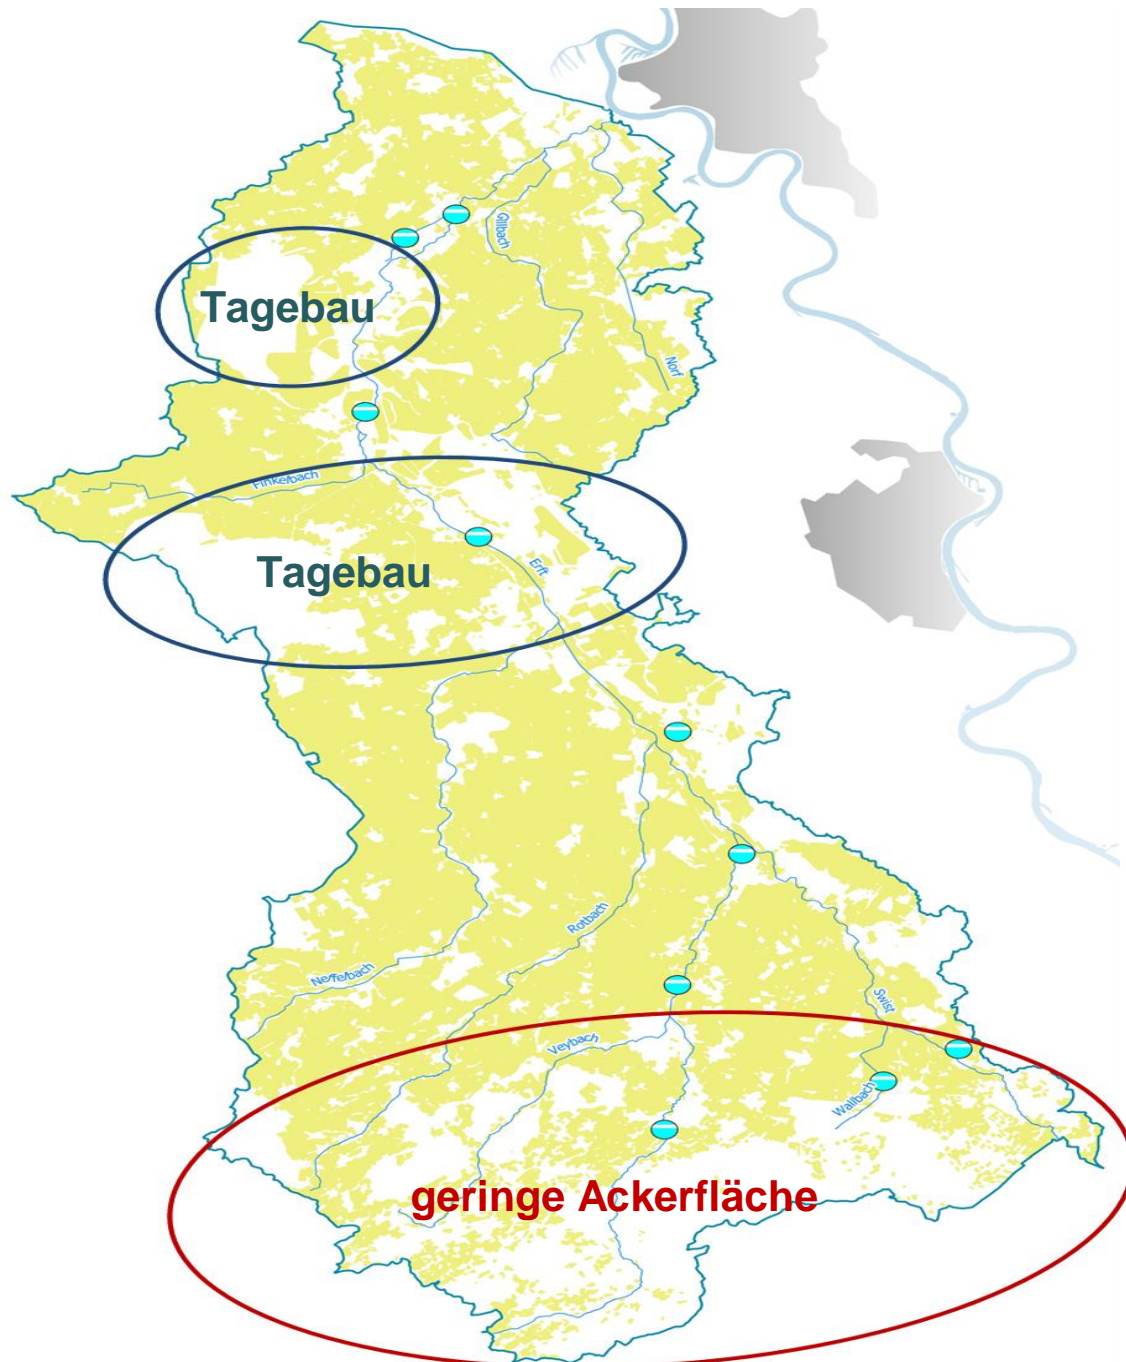 Gillbach
Tagebau
Norf
Finkelbach
Tagebau
Erft
Rotbach
Neffelbach
Swist
Veybach
Wallbach
geringe Ackerfläche